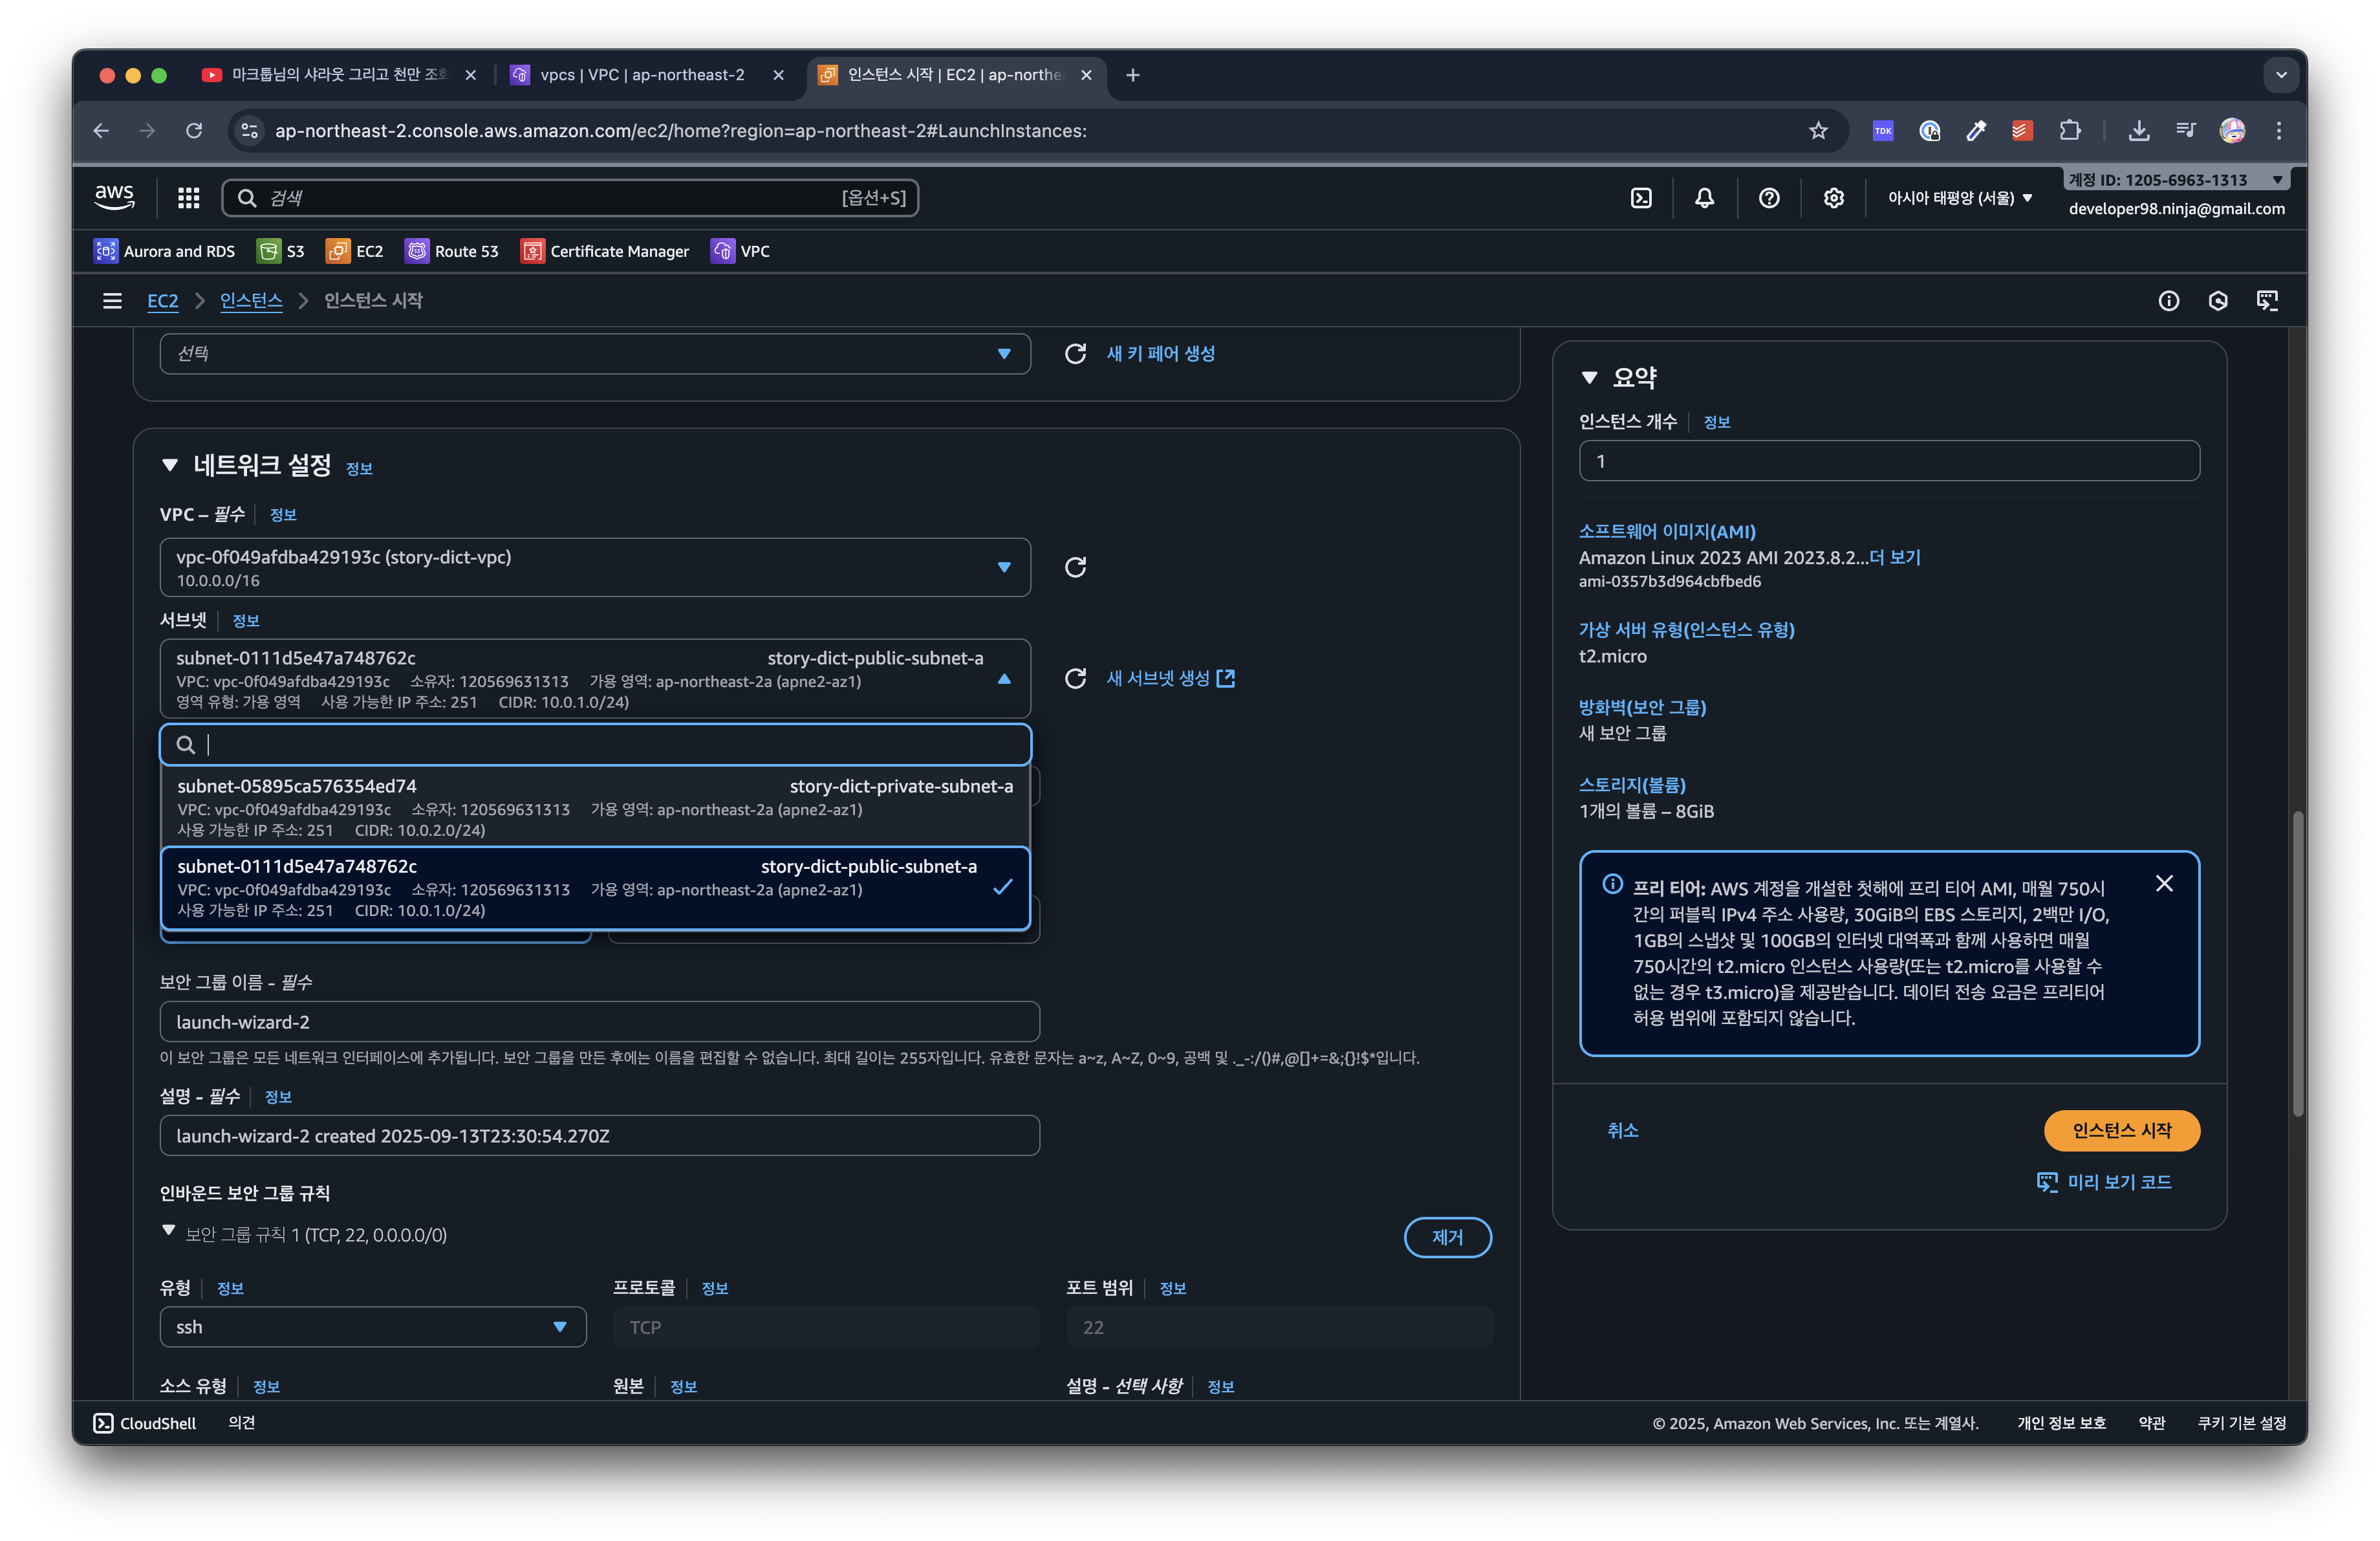 마크툽님의 샤라웃 그리고 천만 조회
vpcs | VPC | ap-northeast-2
인스턴스 시작 | EC2 | ap-northe
ap-northeast-2.console.aws.amazon.com/ec2/home?region=ap-northeast-2#LaunchInstances:
TDK
aws
검색
[옵션+S]
아시아 태평양 (서울)
계정 ID: 1205-6963-1313
developer98.ninja@gmail.com
Aurora and RDS
S3
EC2
Route 53
Certificate Manager
VPC
EC2
인스턴스
인스턴스 시작
선택
새 키 페어 생성
네트워크 설정 정보
VPC – 필수 정보
vpc-0f049afdba429193c (story-dict-vpc)
10.0.0.0/16
서브넷 정보
subnet-0111d5e47a748762c story-dict-public-subnet-a
VPC: vpc-0f049afdba429193c 소유자: 120569631313 가용 영역: ap-northeast-2a (apne2-az1)
영역 유형: 가용 영역 사용 가능한 IP 주소: 251 CIDR: 10.0.1.0/24)
새 서브넷 생성
subnet-05895ca576354ed74 story-dict-private-subnet-a
VPC: vpc-0f049afdba429193c 소유자: 120569631313 가용 영역: ap-northeast-2a (apne2-az1)
사용 가능한 IP 주소: 251 CIDR: 10.0.2.0/24)
subnet-0111d5e47a748762c story-dict-public-subnet-a
VPC: vpc-0f049afdba429193c 소유자: 120569631313 가용 영역: ap-northeast-2a (apne2-az1)
사용 가능한 IP 주소: 251 CIDR: 10.0.1.0/24)
보안 그룹 이름 - 필수
launch-wizard-2
이 보안 그룹은 모든 네트워크 인터페이스에 추가됩니다. 보안 그룹을 만든 후에는 이름을 편집할 수 없습니다. 최대 길이는 255자입니다. 유효한 문자는 a~z, A~Z, 0~9, 공백 및 ._-:/()#,@[]+=&;{}!$*입니다.
설명 - 필수 정보
launch-wizard-2 created 2025-09-13T23:30:54.270Z
인바운드 보안 그룹 규칙
보안 그룹 규칙 1 (TCP, 22, 0.0.0.0/0)
제거
유형 정보
프로토콜 정보
포트 범위 정보
ssh
TCP
22
소스 유형 정보
원본 정보
설명 - 선택 사항 정보
요약
인스턴스 개수 정보
1
소프트웨어 이미지(AMI)
Amazon Linux 2023 AMI 2023.8.2...더 보기
ami-0357b3d964cbfbed6
가상 서버 유형(인스턴스 유형)
t2.micro
방화벽(보안 그룹)
새 보안 그룹
스토리지(볼륨)
1개의 볼륨 – 8GiB
프리 티어: AWS 계정을 개설한 첫해에 프리 티어 AMI, 매월 750시
간의 퍼블릭 IPv4 주소 사용량, 30GiB의 EBS 스토리지, 2백만 I/O,
1GB의 스냅샷 및 100GB의 인터넷 대역폭과 함께 사용하면 매월
750시간의 t2.micro 인스턴스 사용량(또는 t2.micro를 사용할 수
없는 경우 t3.micro)을 제공받습니다. 데이터 전송 요금은 프리티어
허용 범위에 포함되지 않습니다.
취소
인스턴스 시작
미리 보기 코드
CloudShell
의견
© 2025, Amazon Web Services, Inc. 또는 계열사.
개인 정보 보호
약관
쿠키 기본 설정